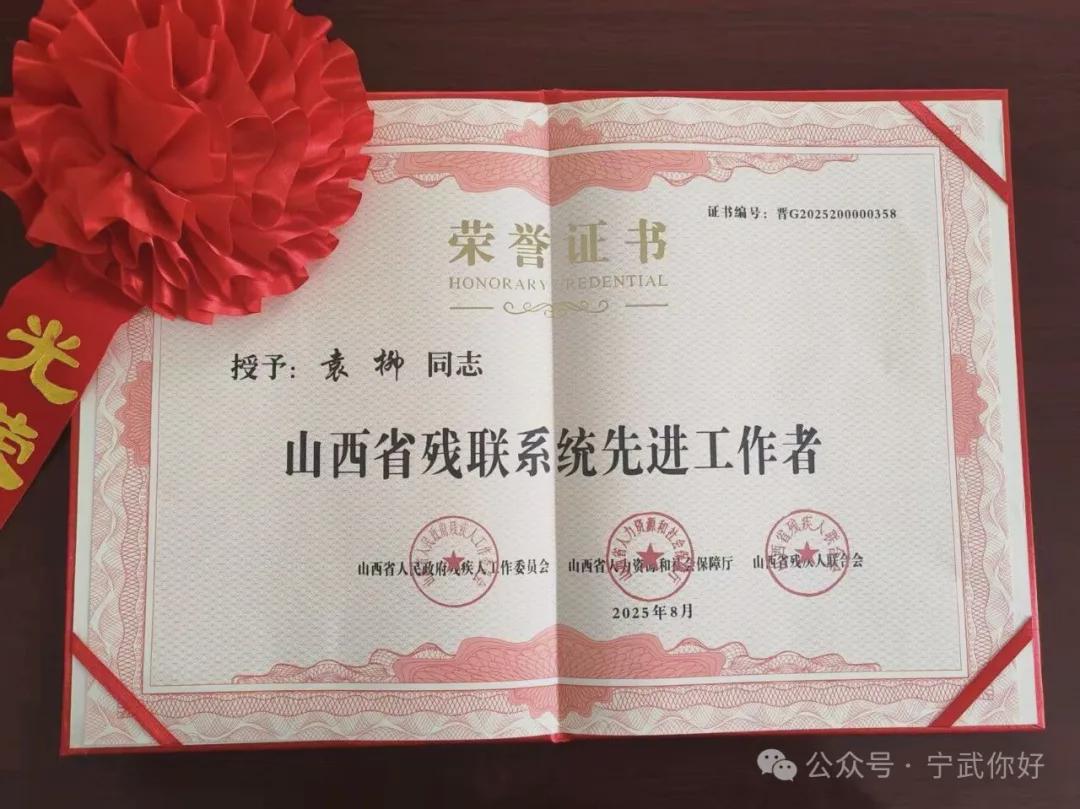 证书编号：晋G2025200000358
荣誉证书
HONORARY CREDENTIAL
光荣
授予：袁柳同志
山西省残联系统先进工作者
山西省人民政府残疾人工作委员会 山西省人力资源和社会保障厅 山西省残疾人联合会
2025年8月
公众号·宁武你好